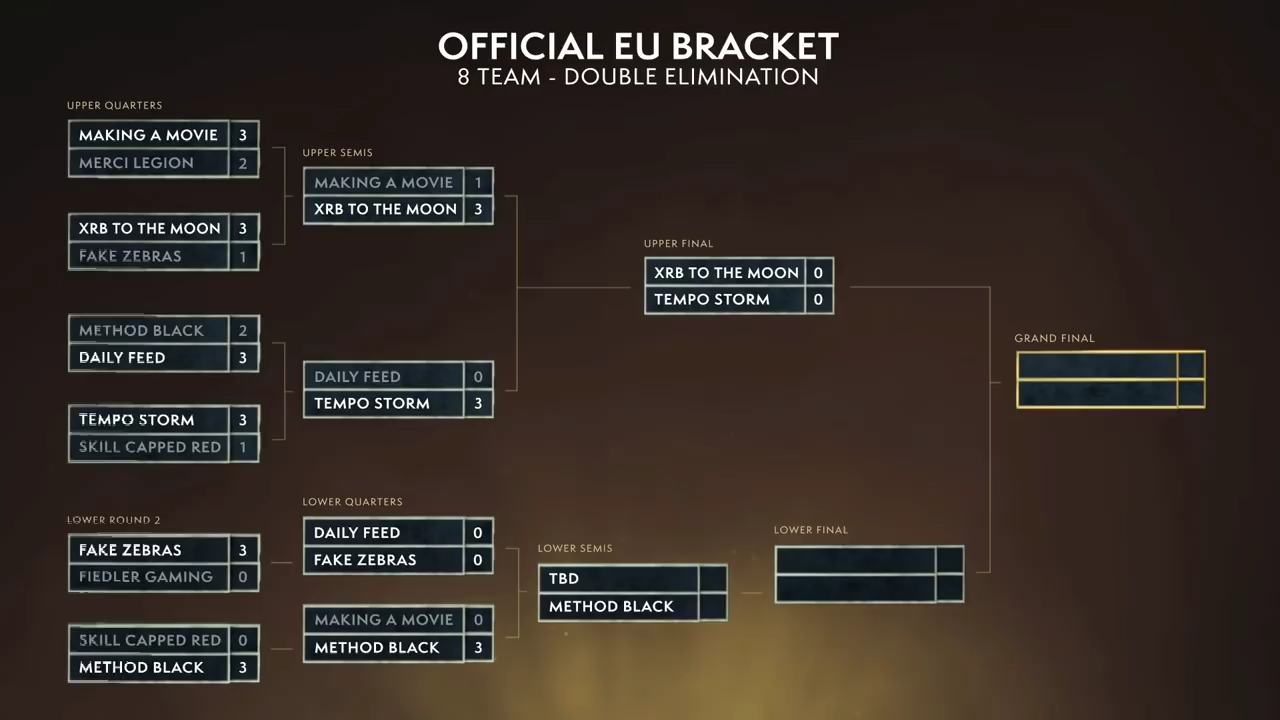 OFFICIAL EU BRACKET
8 TEAM - DOUBLE ELIMINATION
UPPER QUARTERS
MAKING A MOVIE 3
MERCI LEGION 2
XRB TO THE MOON 3
FAKE ZEBRAS 1
METHOD BLACK 2
DAILY FEED 3
TEMPO STORM 3
SKILL CAPPED RED 1
UPPER SEMIS
MAKING A MOVIE 1
XRB TO THE MOON 3
DAILY FEED 0
TEMPO STORM 3
UPPER FINAL
XRB TO THE MOON 0
TEMPO STORM 0
GRAND FINAL
LOWER ROUND 2
FAKE ZEBRAS 3
FIEDLER GAMING 0
SKILL CAPPED RED 0
METHOD BLACK 3
LOWER QUARTERS
DAILY FEED 0
FAKE ZEBRAS 0
MAKING A MOVIE 0
METHOD BLACK 3
LOWER SEMIS
TBD
METHOD BLACK
LOWER FINAL